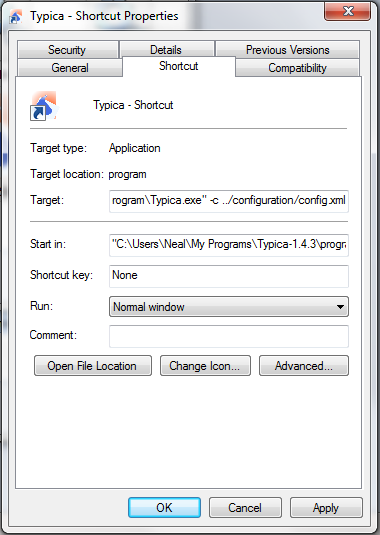 Typica - Shortcut Properties
Security Details Previous Versions
General Shortcut Compatibility
Typica - Shortcut
Target type: Application
Target location: program
Target: rogram\Typica.exe" -c ../configuration/config.xml
Start in: "C:\Users\Neal\My Programs\Typica-1.4.3\progra
Shortcut key: None
Run: Normal window
Comment:
Open File Location Change Icon... Advanced...
OK Cancel Apply